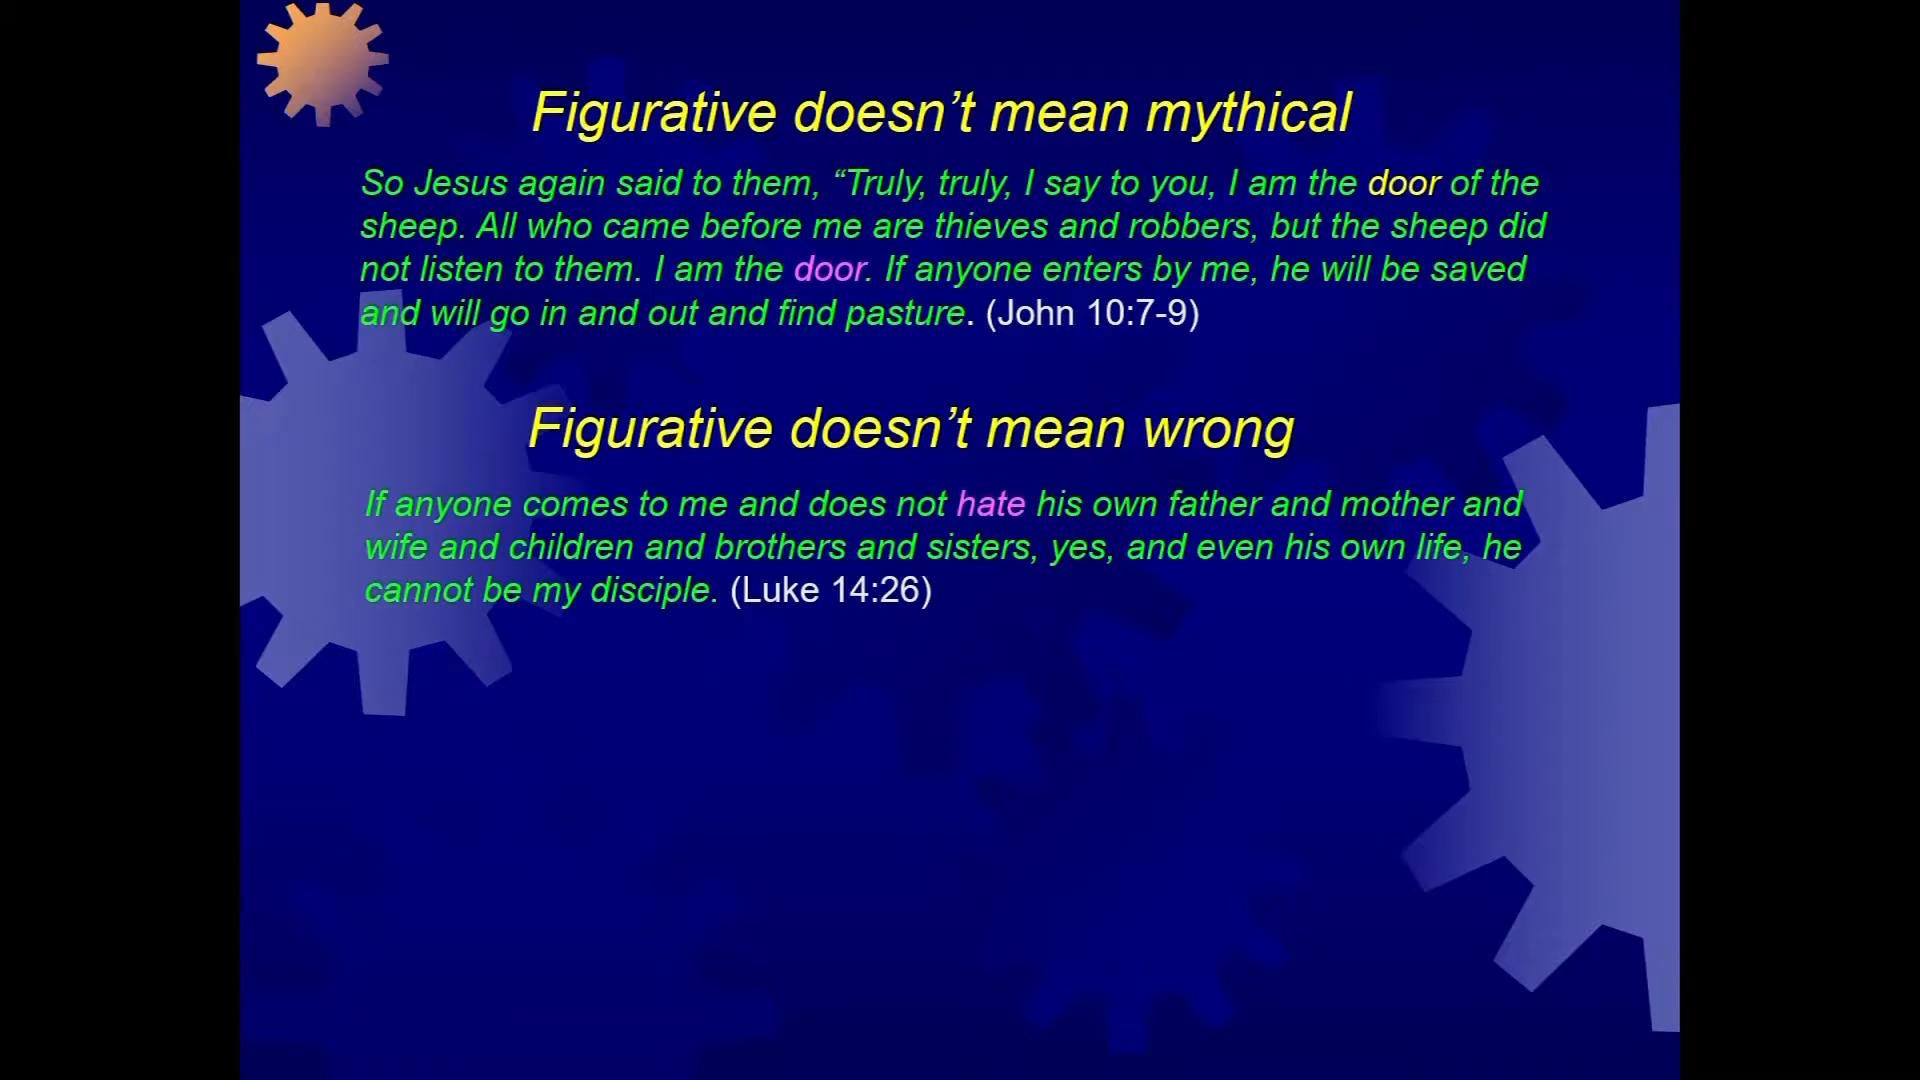 Figurative doesn’t mean mythical
So Jesus again said to them, “Truly, truly, I say to you, I am the door of the
sheep. All who came before me are thieves and robbers, but the sheep did
not listen to them. I am the door. If anyone enters by me, he will be saved
and will go in and out and find pasture. (John 10:7-9)
Figurative doesn’t mean wrong
If anyone comes to me and does not hate his own father and mother and
wife and children and brothers and sisters, yes, and even his own life, he
cannot be my disciple. (Luke 14:26)